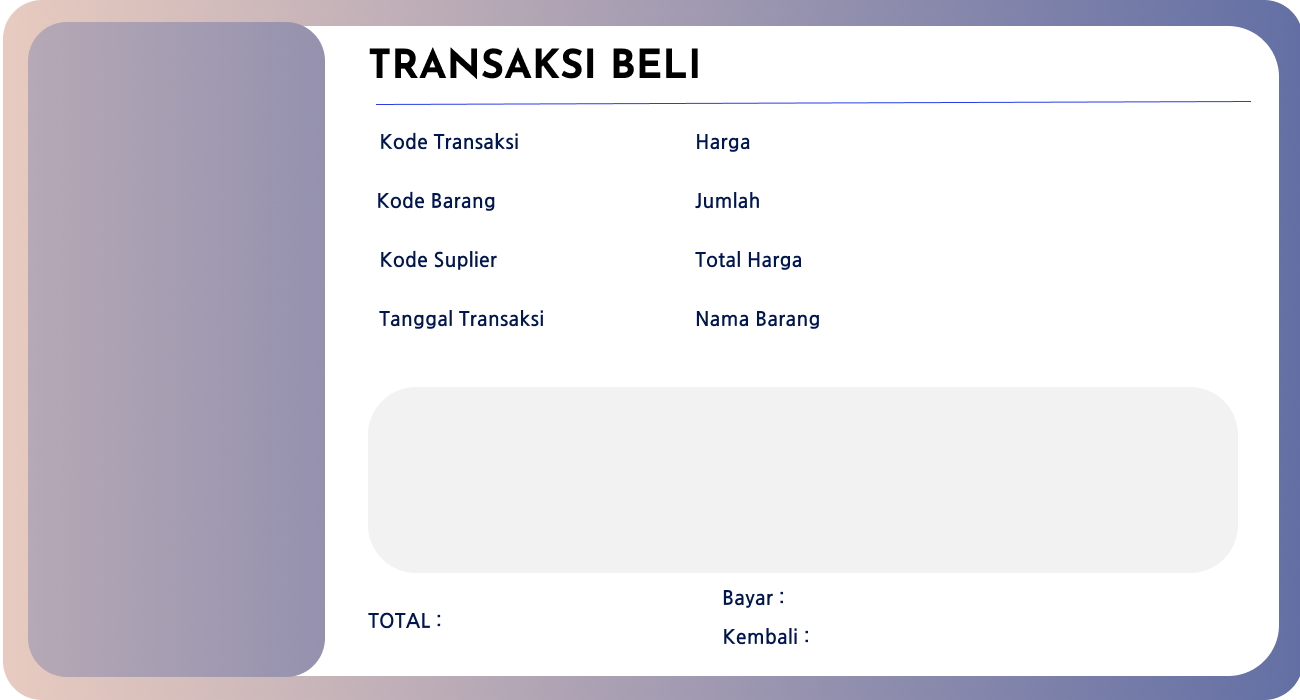 TRANSAKSI BELI
Kode Transaksi
Harga
Kode Barang
Jumlah
Kode Suplier
Total Harga
Tanggal Transaksi
Nama Barang
Bayar :
TOTAL :
Kembali :